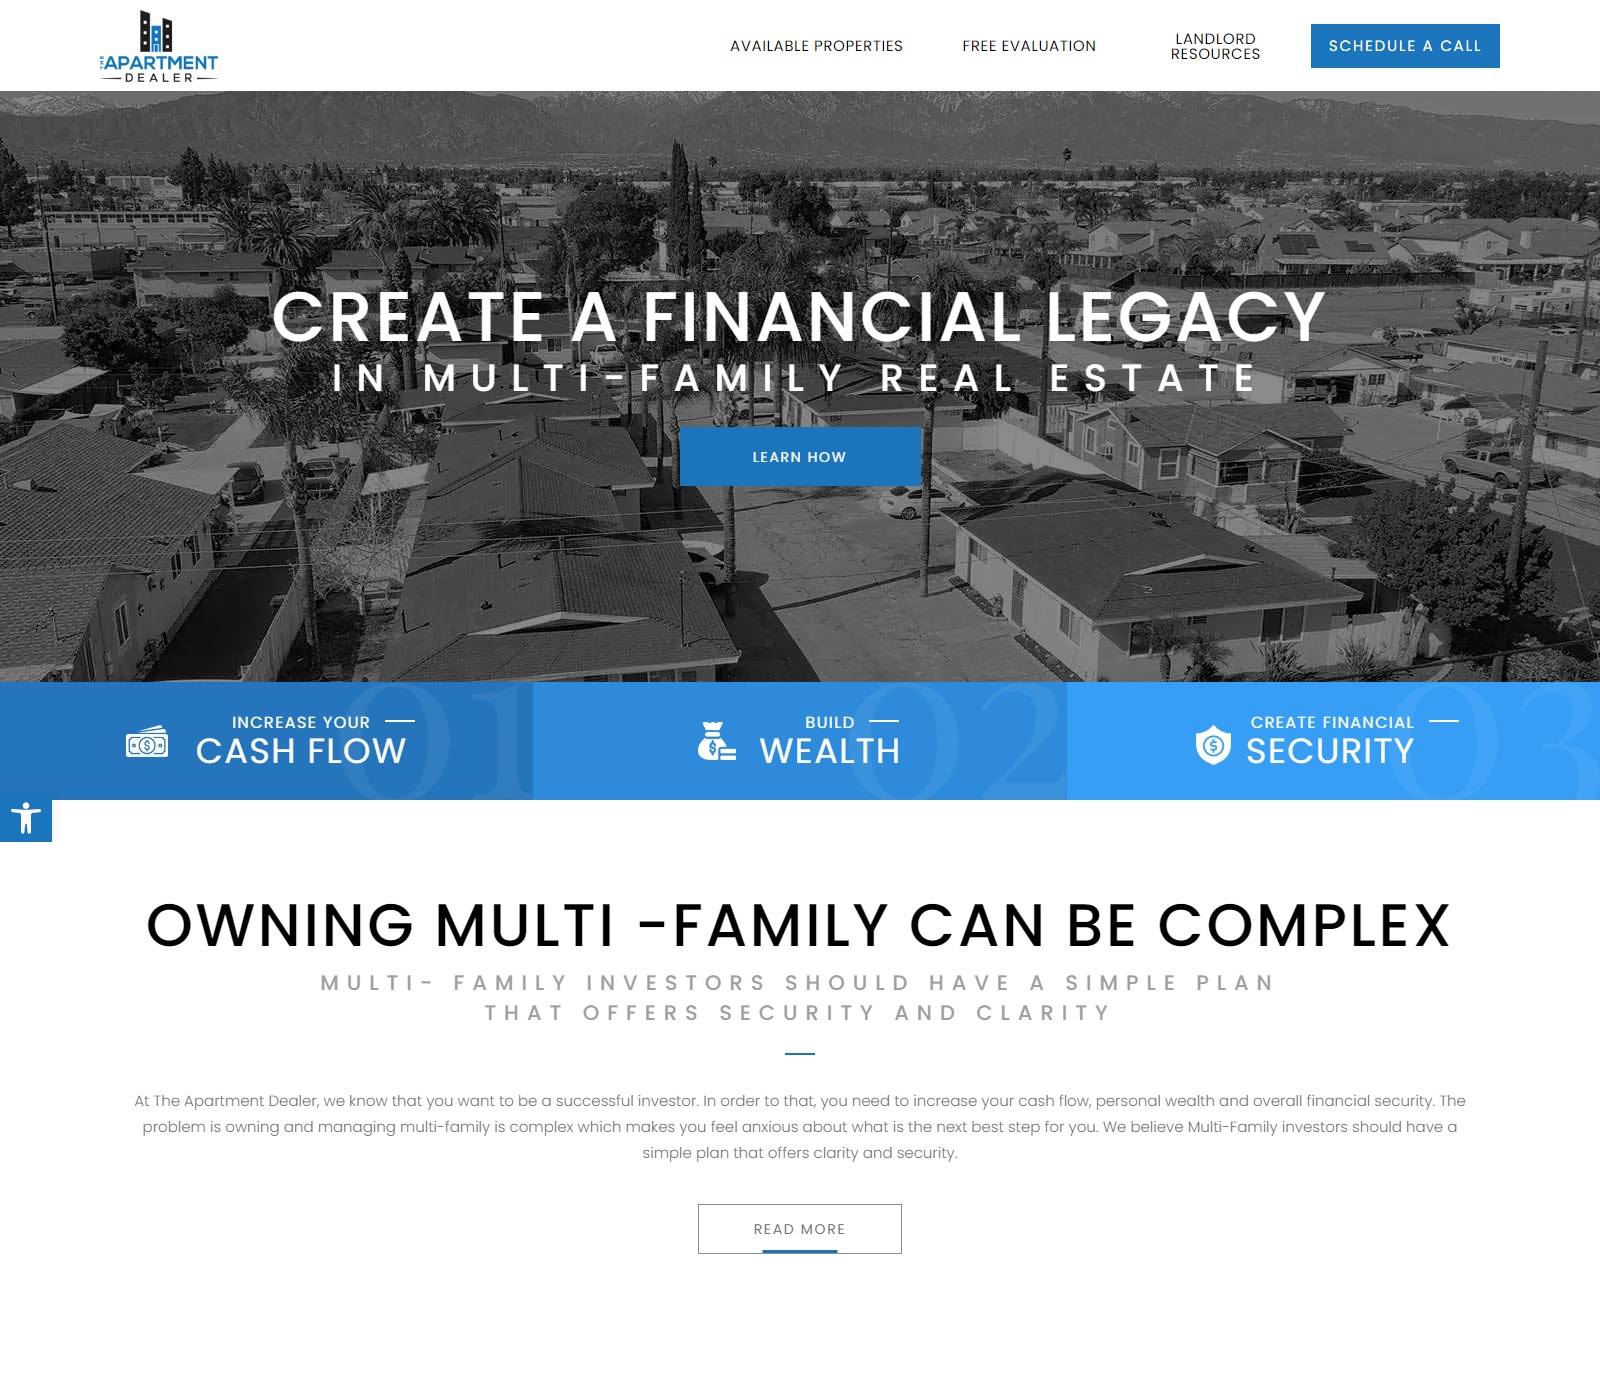 THE
APARTMENT
DEALER
AVAILABLE PROPERTIES
FREE EVALUATION
LANDLORD
RESOURCES
SCHEDULE A CALL
CREATE A FINANCIAL LEGACY
IN MULTI-FAMILY REAL ESTATE
LEARN HOW
01
INCREASE YOUR
CASH FLOW
02
BUILD
WEALTH
03
CREATE FINANCIAL
SECURITY
OWNING MULTI -FAMILY CAN BE COMPLEX
MULTI- FAMILY INVESTORS SHOULD HAVE A SIMPLE PLAN
THAT OFFERS SECURITY AND CLARITY
At The Apartment Dealer, we know that you want to be a successful investor. In order to that, you need to increase your cash flow, personal wealth and overall financial security. The
problem is owning and managing multi-family is complex which makes you feel anxious about what is the next best step for you. We believe Multi-Family investors should have a
simple plan that offers clarity and security.
READ MORE